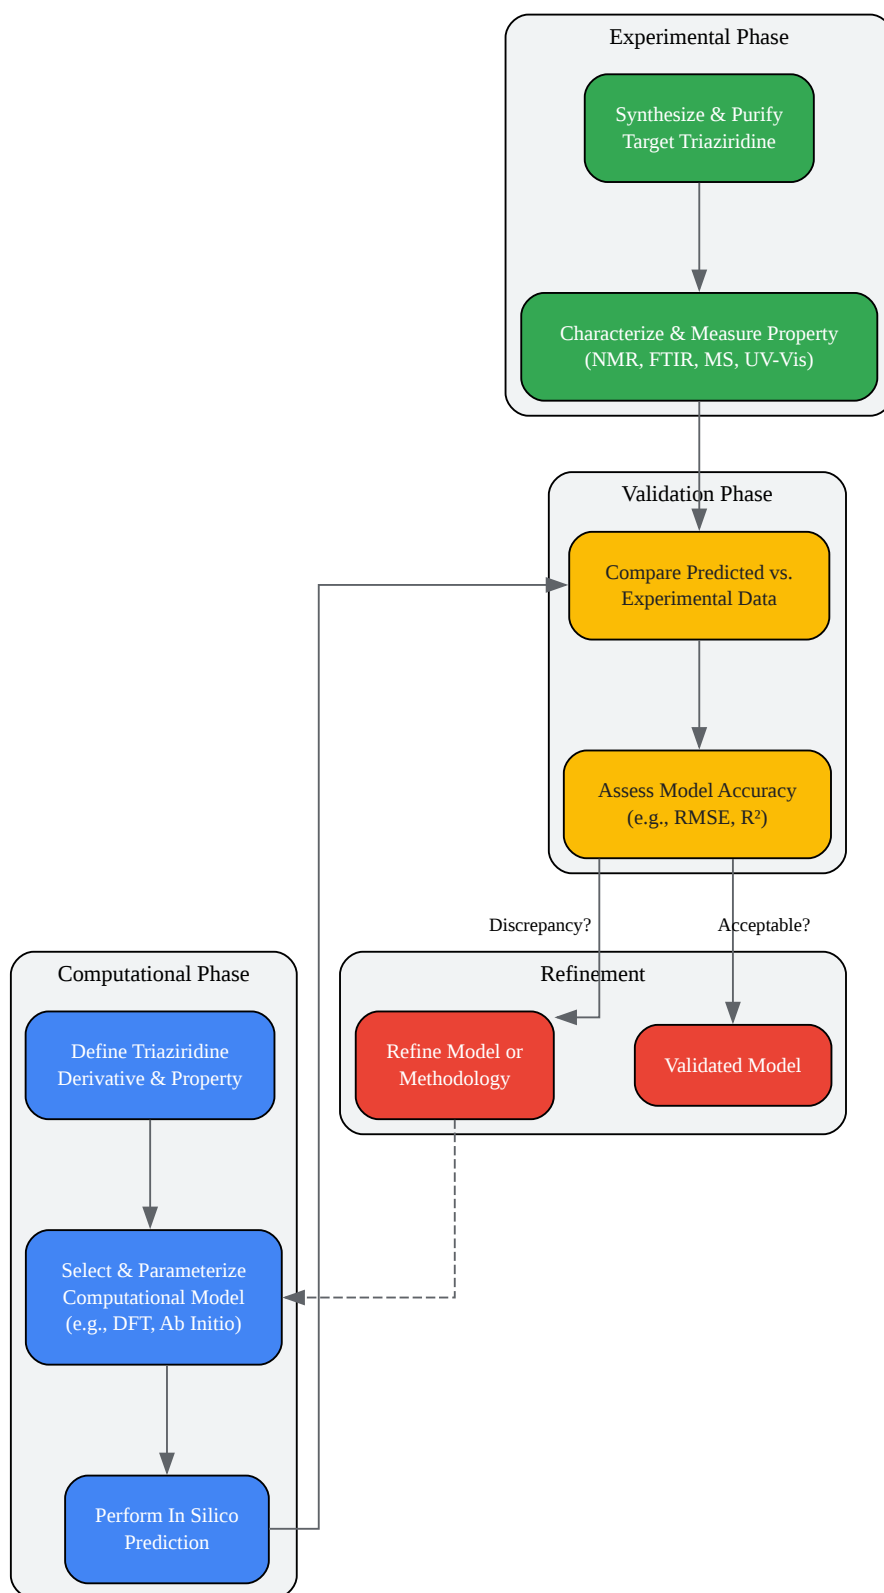 Experimental Phase
Synthesize & Purify
Target Triaziridine
Characterize & Measure Property
(NMR, FTIR, MS, UV-Vis)
Validation Phase
Compare Predicted vs.
Experimental Data
Assess Model Accuracy
(e.g., RMSE, R²)
Discrepancy?
Acceptable?
Refinement
Refine Model or
Methodology
Validated Model
Computational Phase
Define Triaziridine
Derivative & Property
Select & Parameterize
Computational Model
(e.g., DFT, Ab Initio)
Perform In Silico
Prediction